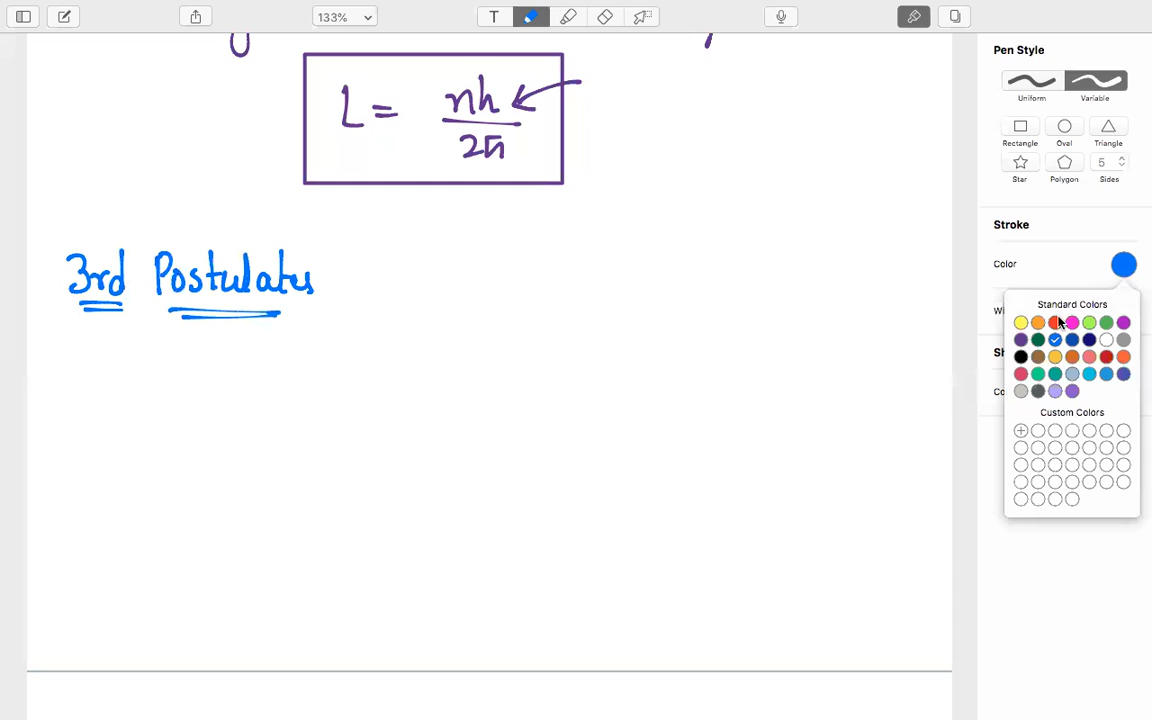 133%
T
Pen Style
Uniform Variable
Rectangle Oval Triangle
5
Star Polygon Sides
Stroke
Color
Standard Colors
Custom Colors
L = nh
2π
3rd Postulates